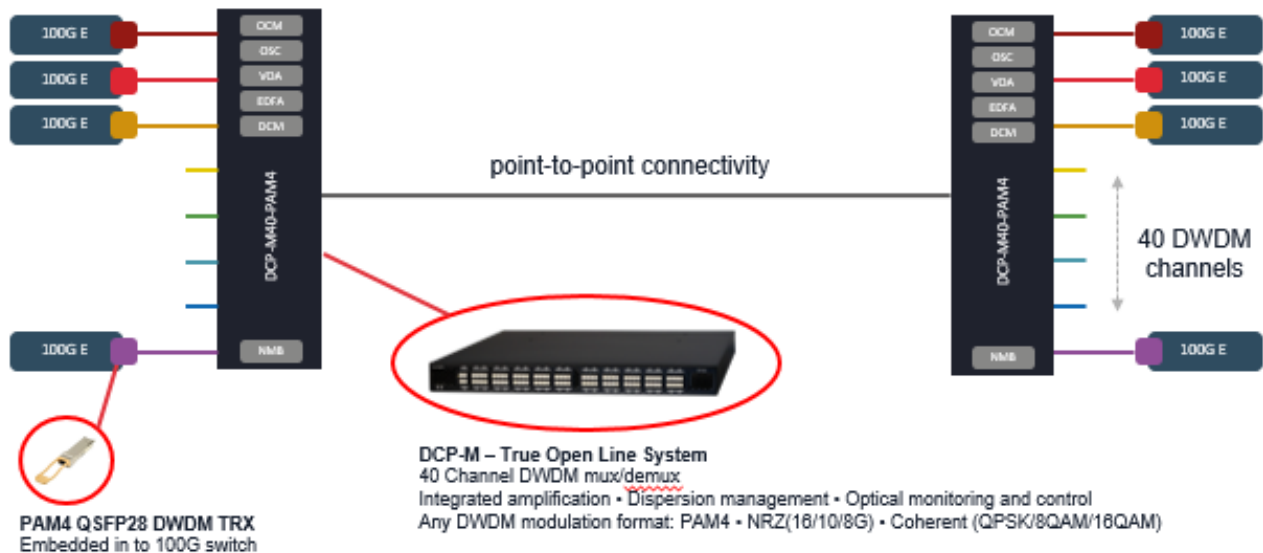 100G E
100G E
100G E
100G E
OCM
OSC
VOA
EDFA
DCM
DCP-M40-PAM4
NMB
point-to-point connectivity
OCM
OSC
VOA
EDFA
DCM
DCP-M40-PAM4
NMB
100G E
100G E
100G E
100G E
40 DWDM
channels
PAM4 QSFP28 DWDM TRX
Embedded in to 100G switch
DCP-M – True Open Line System
40 Channel DWDM mux/demux
Integrated amplification • Dispersion management • Optical monitoring and control
Any DWDM modulation format: PAM4 • NRZ(16/10/8G) • Coherent (QPSK/8QAM/16QAM)